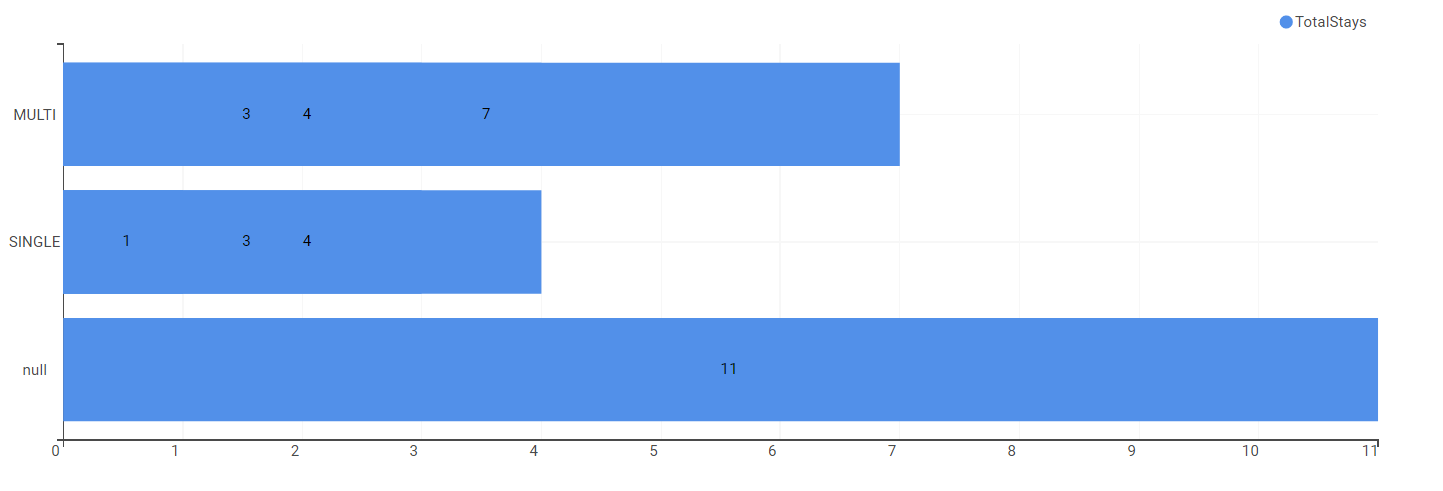 TotalStays
MULTI 3 4 7
SINGLE 1 3 4
null 11
0 1 2 3 4 5 6 7 8 9 10 11